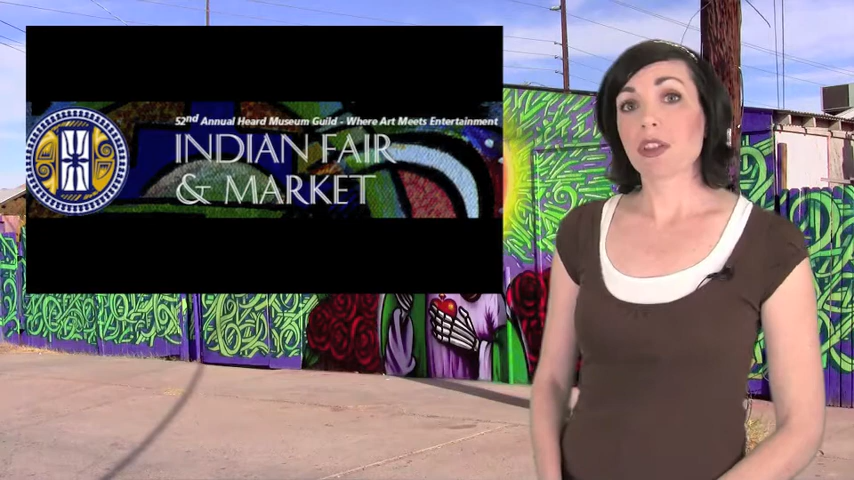 52nd Annual Heard Museum Guild - Where Art Meets Entertainment
INDIAN FAIR
& MARKET